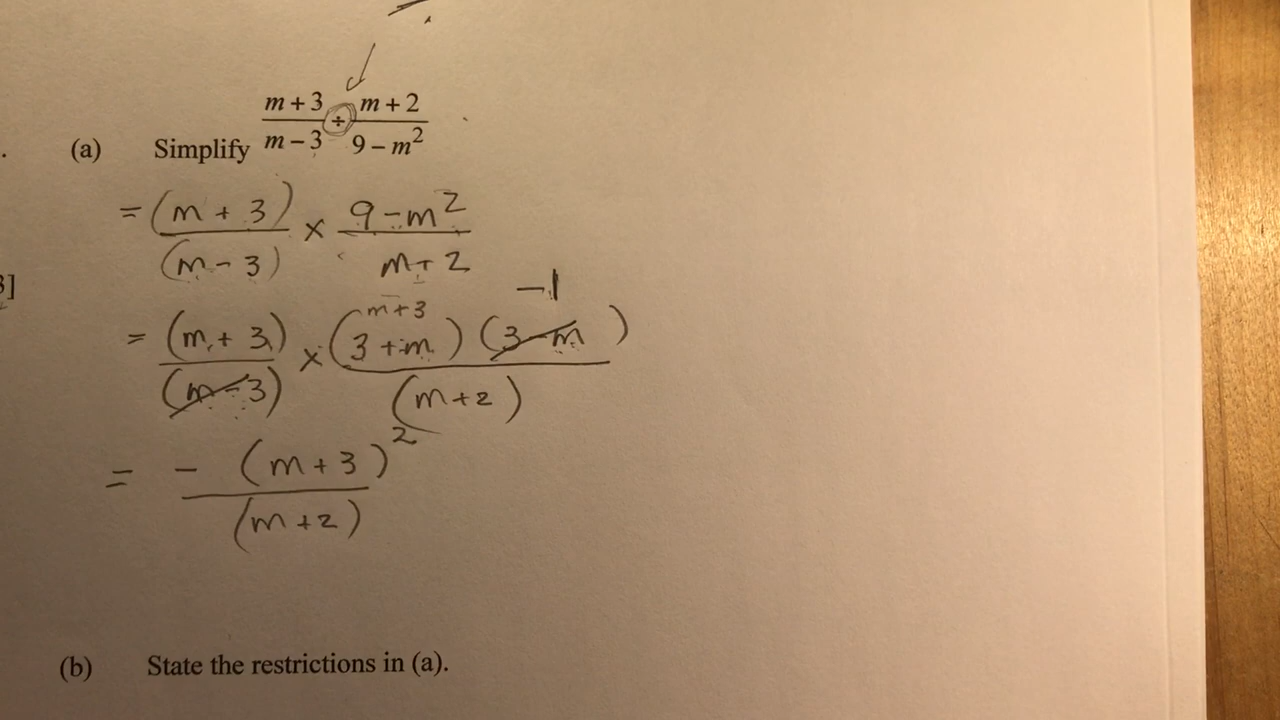 (a) Simplify (m + 3)/(m − 3) ÷ (m + 2)/(9 − m²)
= (m + 3)/(m − 3) × (9 − m²)/(m + 2)
−1
m+3
= (m + 3)/(m − 3) × (3 + m)(3 − m)/(m + 2)
= −(m + 3)²/(m + 2)
3]
(b) State the restrictions in (a).